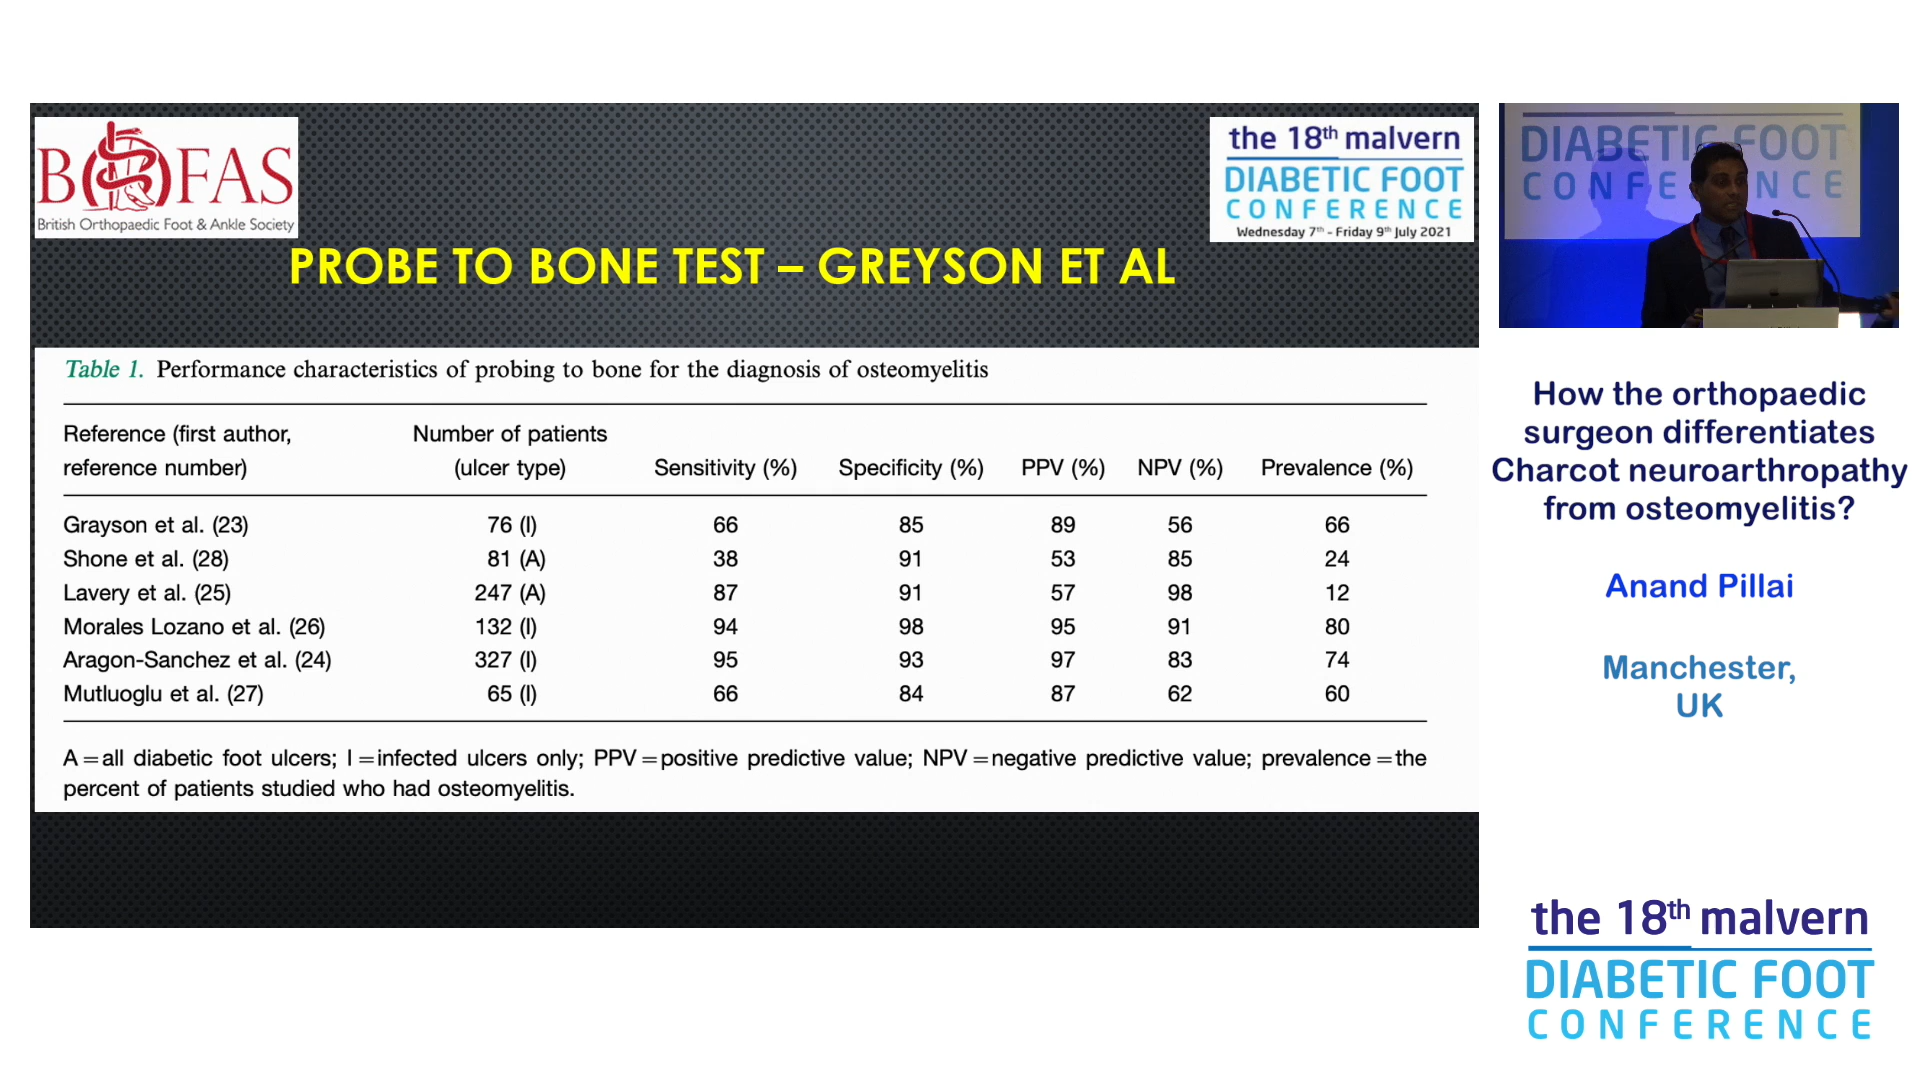 BOFAS
British Orthopaedic Foot & Ankle Society
the 18th malvern
DIABETIC FOOT
CONFERENCE
Wednesday 7th - Friday 9th July 2021
PROBE TO BONE TEST – GREYSON ET AL
Table 1. Performance characteristics of probing to bone for the diagnosis of osteomyelitis
Reference (first author, reference number) Number of patients (ulcer type) Sensitivity (%) Specificity (%) PPV (%) NPV (%) Prevalence (%)
Grayson et al. (23) 76 (I) 66 85 89 56 66
Shone et al. (28) 81 (A) 38 91 53 85 24
Lavery et al. (25) 247 (A) 87 91 57 98 12
Morales Lozano et al. (26) 132 (I) 94 98 95 91 80
Aragon-Sanchez et al. (24) 327 (I) 95 93 97 83 74
Mutluoglu et al. (27) 65 (I) 66 84 87 62 60
A = all diabetic foot ulcers; I = infected ulcers only; PPV = positive predictive value; NPV = negative predictive value; prevalence = the
percent of patients studied who had osteomyelitis.
DIABETIC FOOT
CONFERENCE
How the orthopaedic
surgeon differentiates
Charcot neuroarthropathy
from osteomyelitis?
Anand Pillai
Manchester,
UK
the 18th malvern
DIABETIC FOOT
CONFERENCE